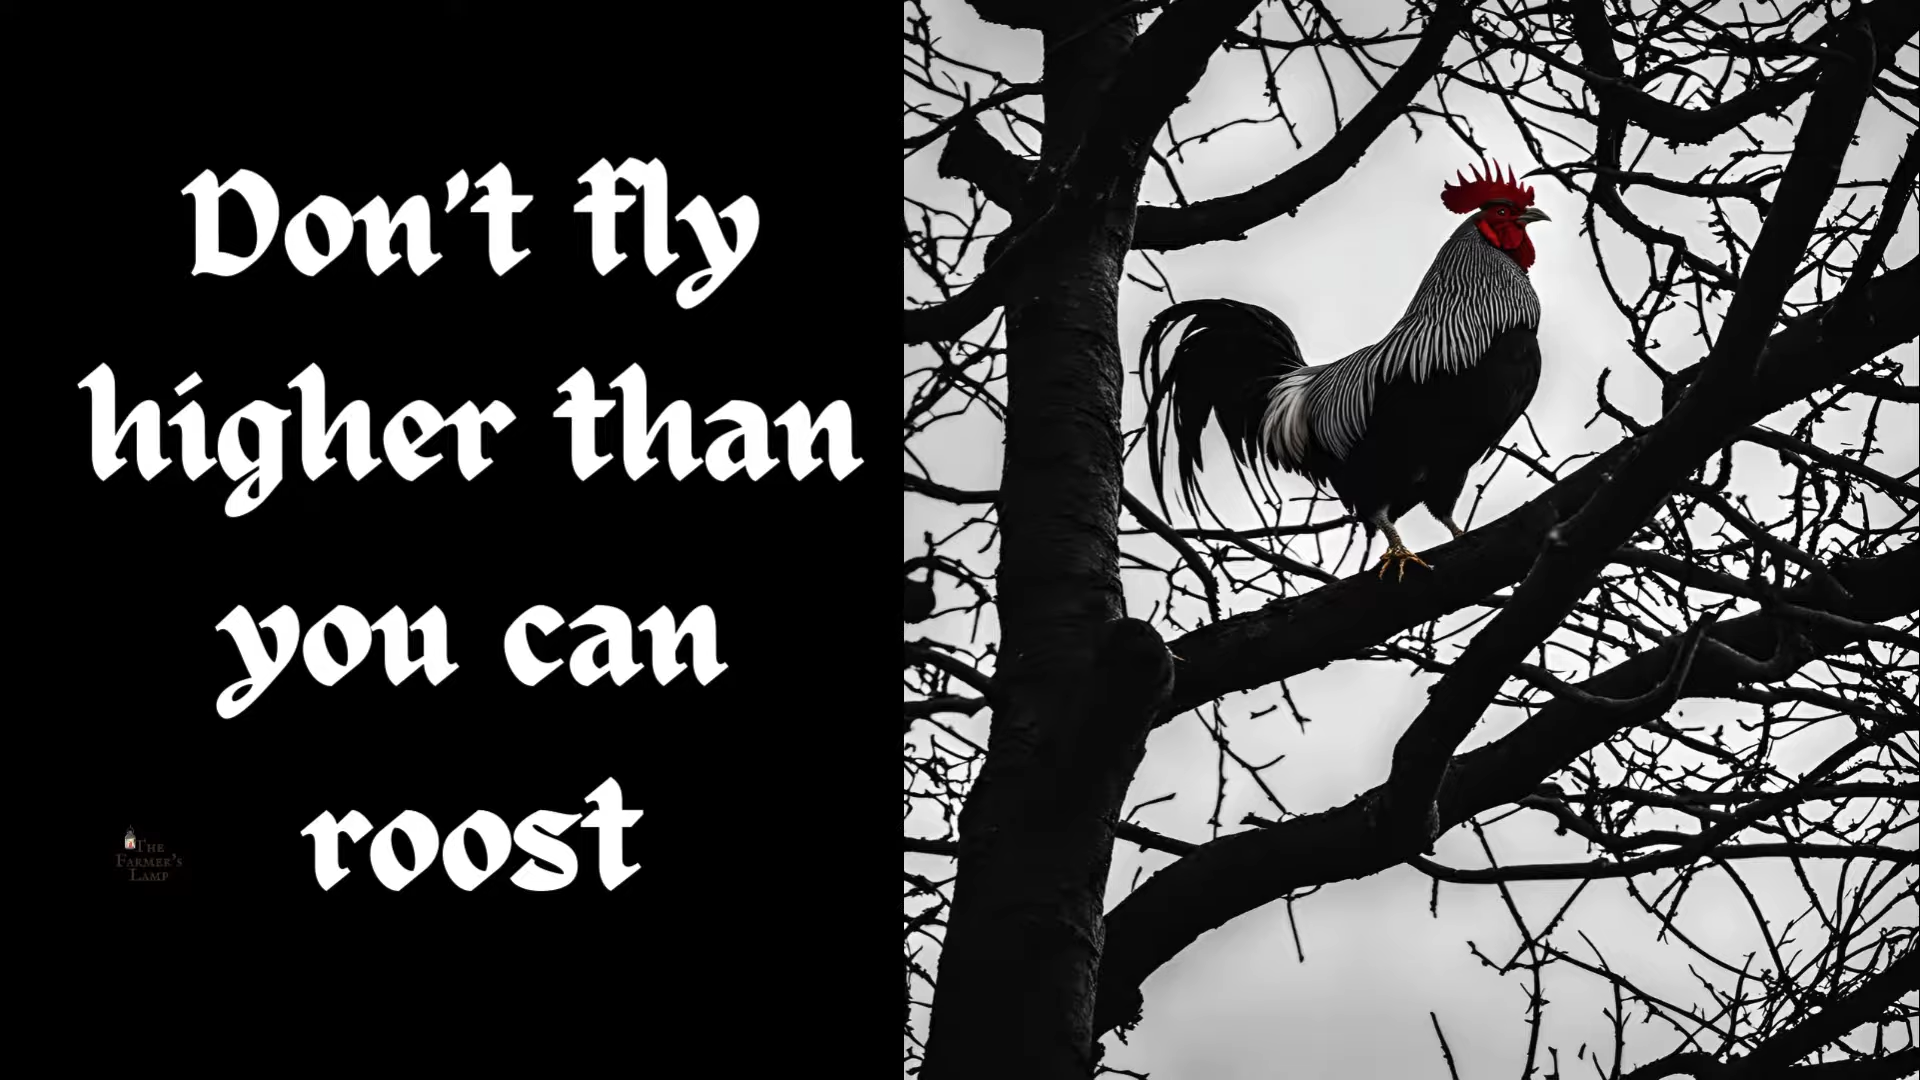 Don't fly
higher than
you can
roost
The
Farmer's
Lamp